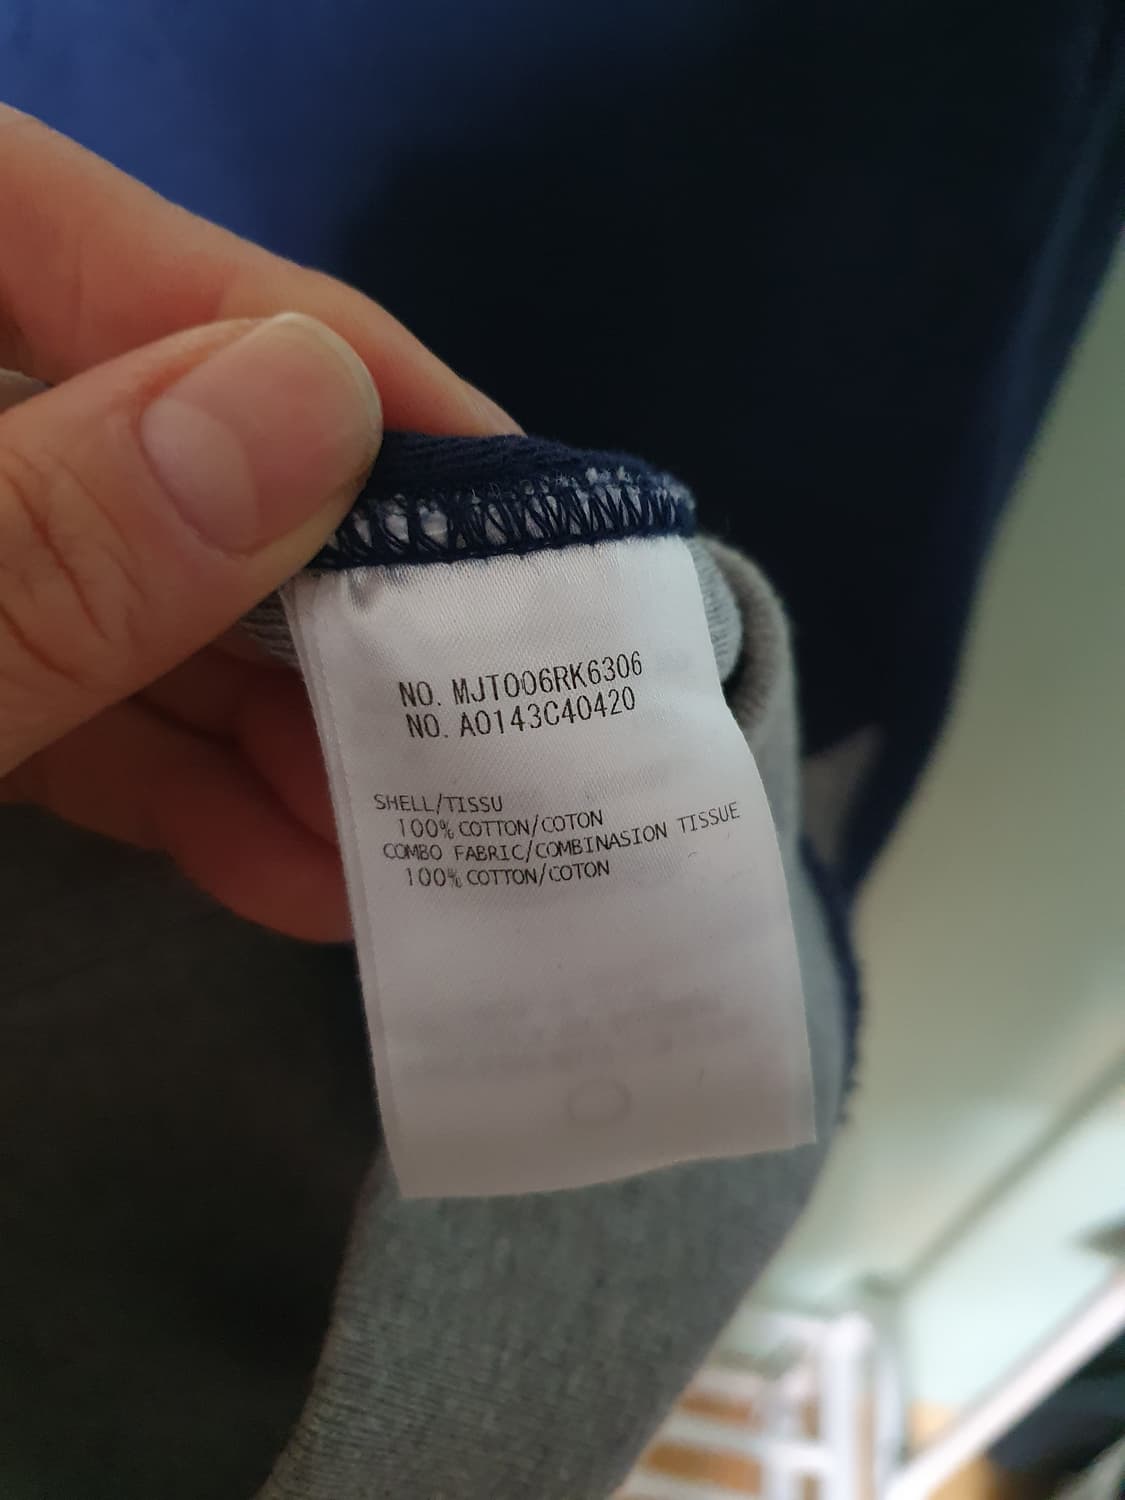 NO. MJT006RK6306
NO. A0143C40420
SHELL/TISSU
100% COTTON/COTON
COMBO FABRIC/COMBINASION TISSUE
100% COTTON/COTON